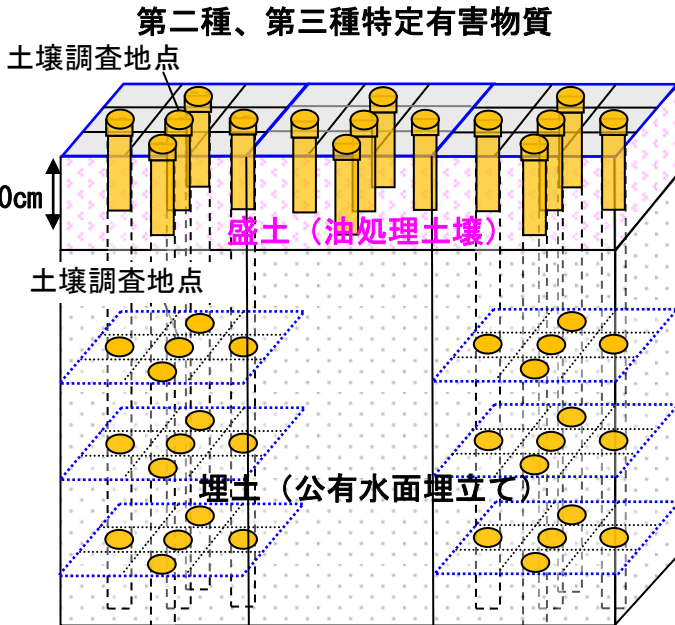 第二種、第三種特定有害物質
土壌調査地点
0cm
盛土（油処理土壌）
土壌調査地点
埋土（公有水面埋立て）